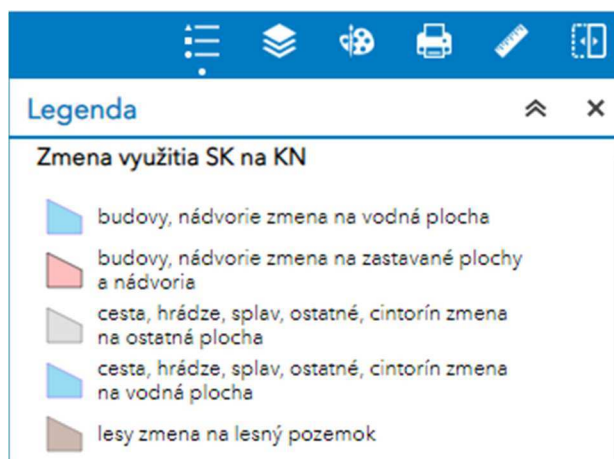 Legenda
Zmena využitia SK na KN
budovy, nádvorie zmena na vodná plocha
budovy, nádvorie zmena na zastavané plochy
a nádvoria
cesta, hrádze, splav, ostatné, cintorín zmena
na ostatná plocha
cesta, hrádze, splav, ostatné, cintorín zmena
na vodná plocha
lesy zmena na lesný pozemok